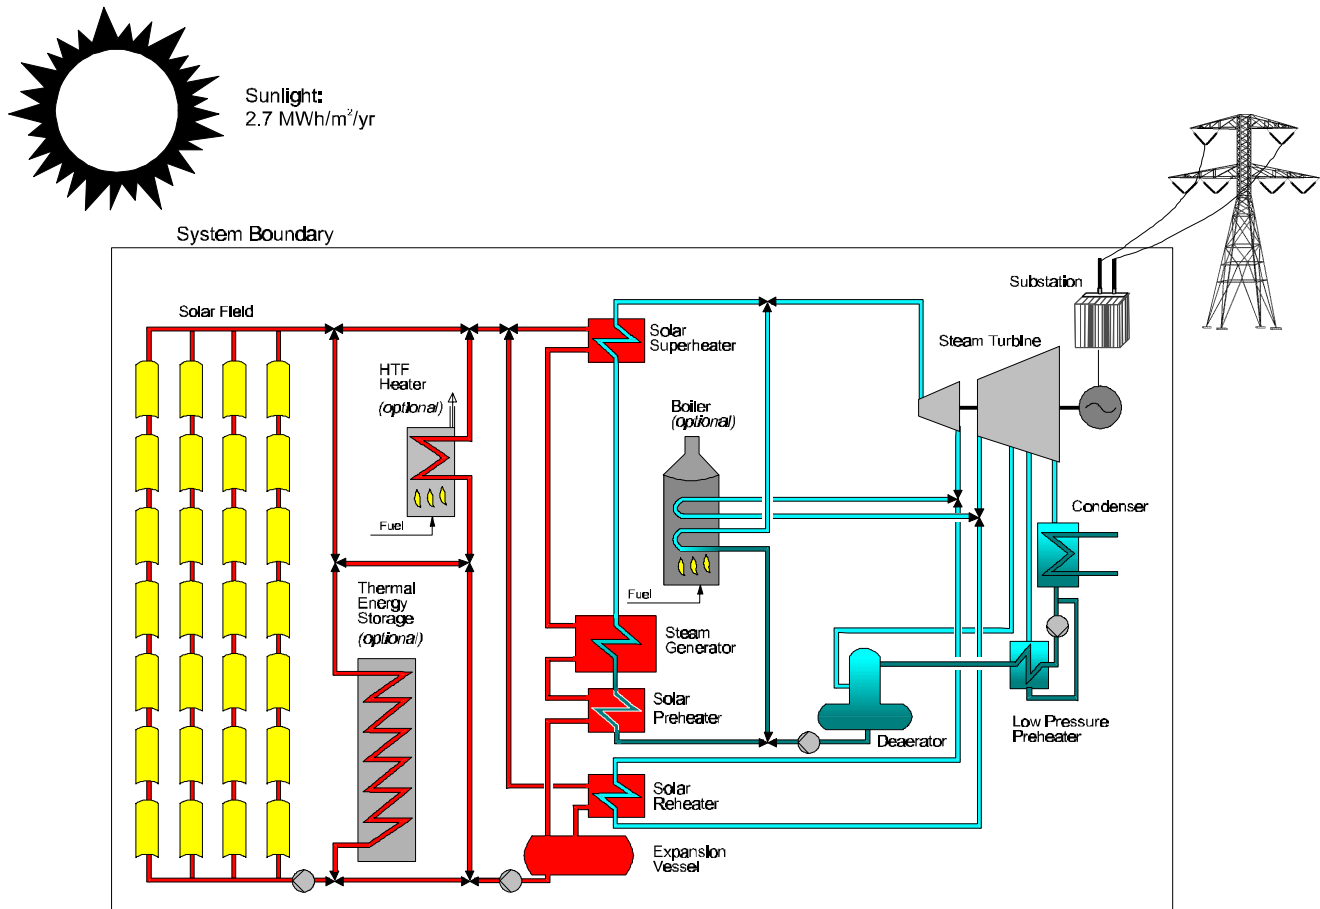 Sunlight:
2.7 MWh/m²/yr
System Boundary
Substation
Solar Field
Solar
Superheater
Steam Turbine
HTF
Heater
(optional)
Boiler
(optional)
Fuel
Condenser
Thermal
Energy
Storage
(optional)
Fuel
Steam
Generator
Solar
Preheater
Low Pressure
Preheater
Deaerator
Solar
Reheater
Expansion
Vessel